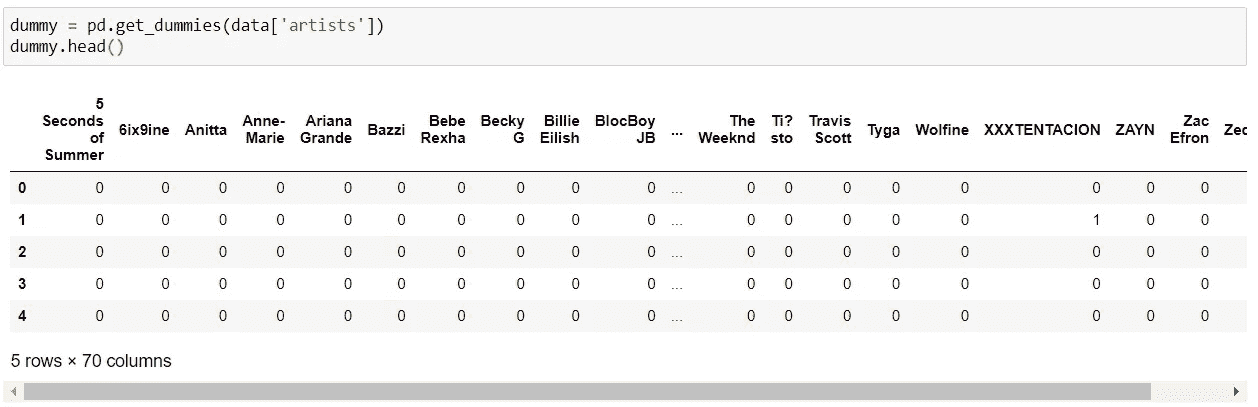 dummy = pd.get_dummies(data['artists'])
dummy.head()
5 Seconds of Summer 6ix9ine Anitta Anne-Marie Ariana Grande Bazzi Bebe Rexha Becky G Billie Eilish BlocBoy JB ... The Weeknd Ti?sto Travis Scott Tyga Wolfine XXXTENTACION ZAYN Zac Efron Zec
0 0 0 0 0 0 0 0 0 0 0 ... 0 0 0 0 0 0 0 0
1 0 0 0 0 0 0 0 0 0 0 ... 0 0 0 0 0 1 0 0
2 0 0 0 0 0 0 0 0 0 0 ... 0 0 0 0 0 0 0 0
3 0 0 0 0 0 0 0 0 0 0 ... 0 0 0 0 0 0 0 0
4 0 0 0 0 0 0 0 0 0 0 ... 0 0 0 0 0 0 0 0
5 rows × 70 columns